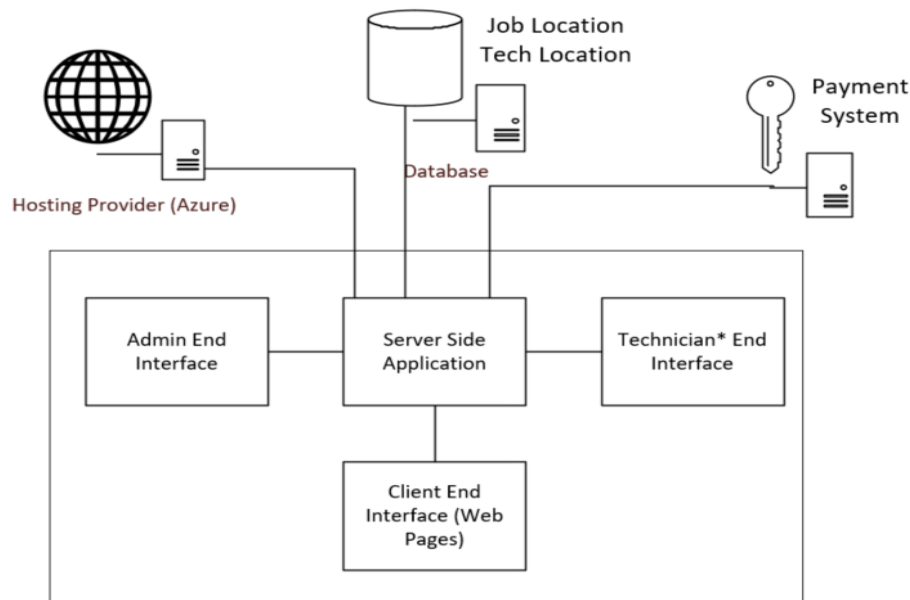 Job Location
Tech Location
Payment
System
Database
Hosting Provider (Azure)
Admin End
Interface
Server Side
Application
Technician* End
Interface
Client End
Interface (Web
Pages)